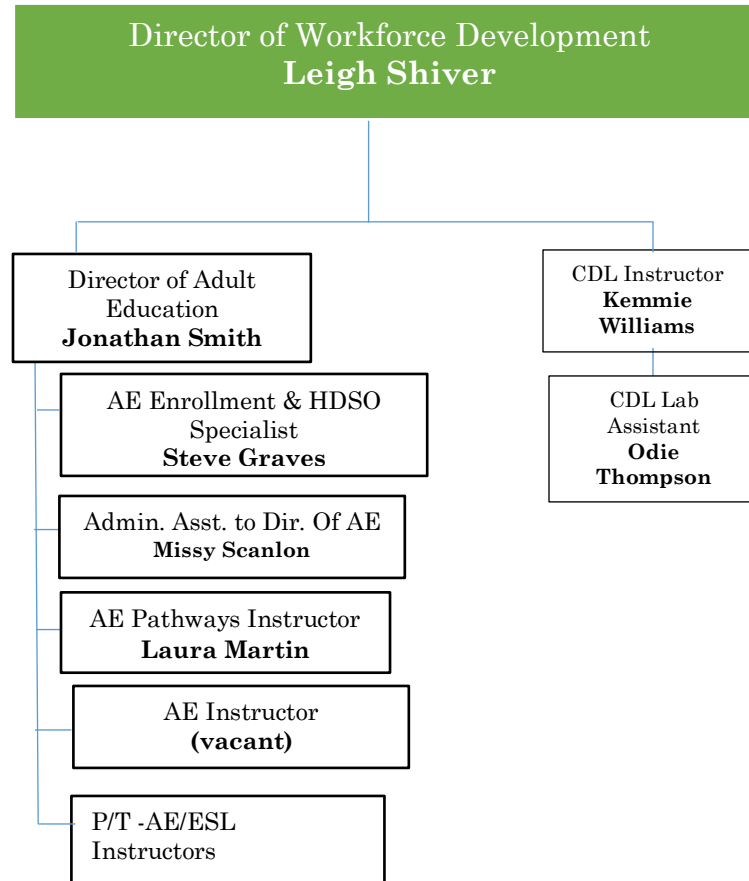 Director of Workforce Development
Leigh Shiver
Director of Adult
Education
Jonathan Smith
AE Enrollment & HDSO
Specialist
Steve Graves
Admin. Asst. to Dir. Of AE
Missy Scanlon
AE Pathways Instructor
Laura Martin
AE Instructor
(vacant)
P/T -AE/ESL
Instructors
CDL Instructor
Kemmie
Williams
CDL Lab
Assistant
Odie
Thompson